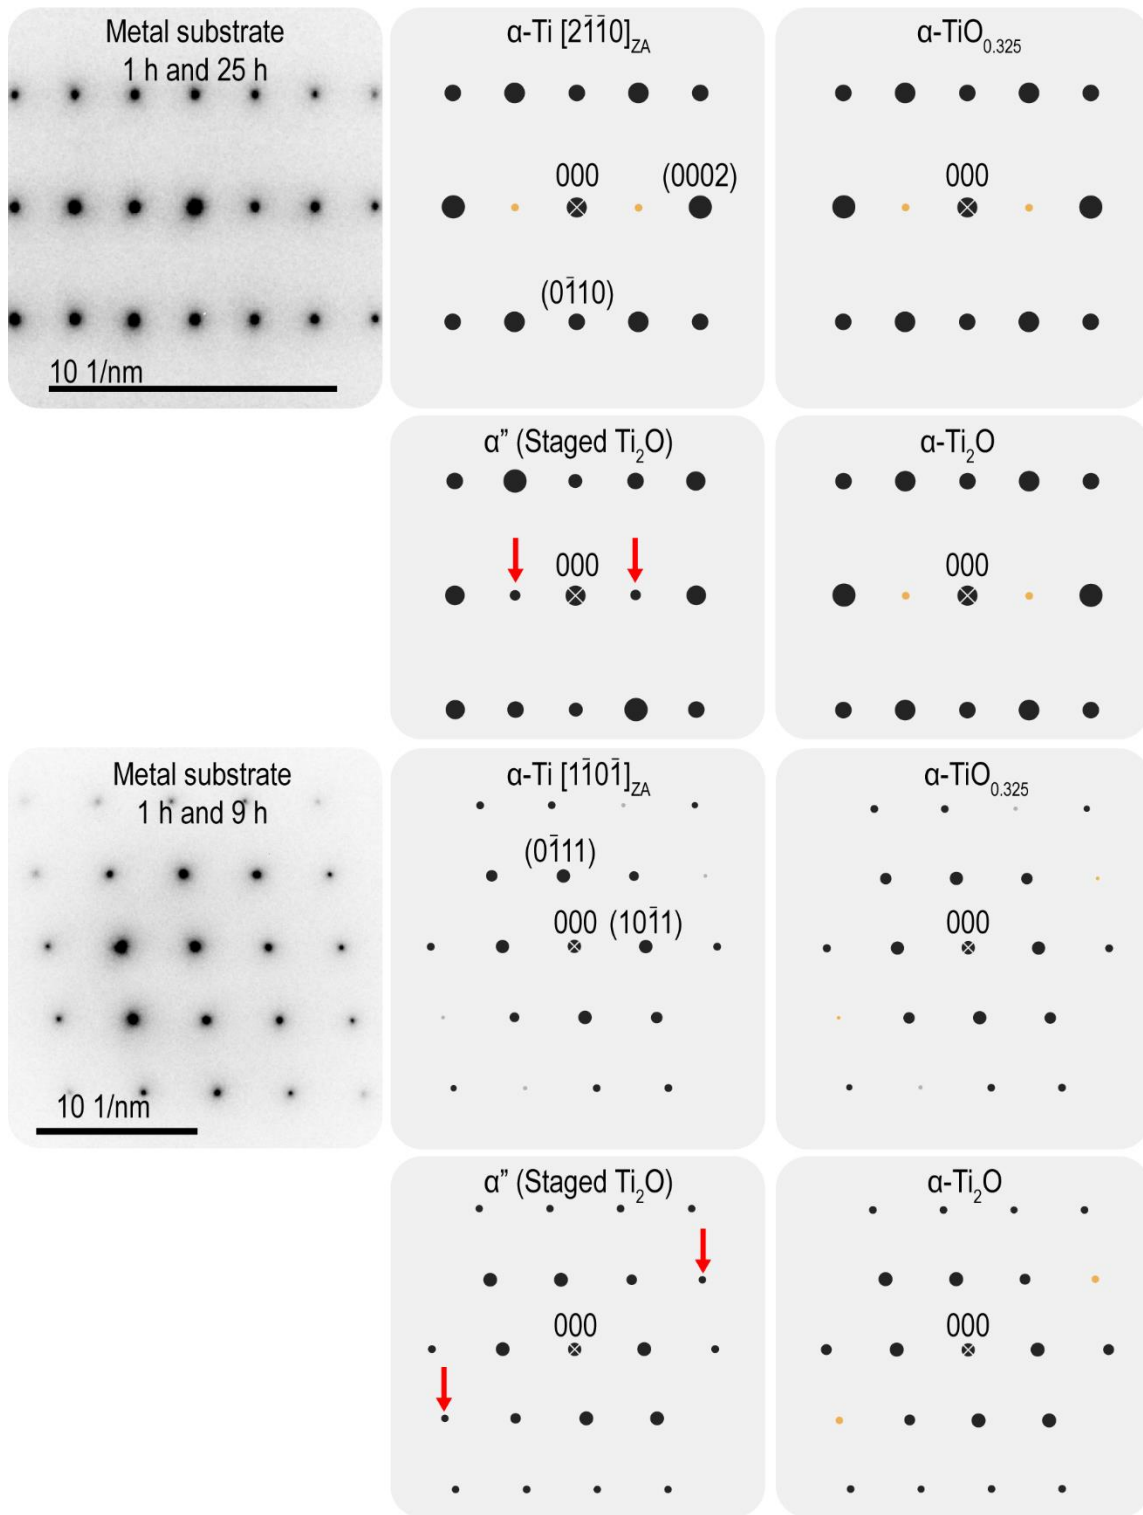 Metal substrate
1 h and 25 h
10 1/nm
α-Ti [21̅1̅0]ZA
000
(0002)
(01̅10)
α-TiO0.325
000
α” (Staged Ti2O)
000
α-Ti2O
000
Metal substrate
1 h and 9 h
10 1/nm
α-Ti [11̅01̅]ZA
(01̅11)
000 (101̅1)
α-TiO0.325
000
α” (Staged Ti2O)
000
α-Ti2O
000